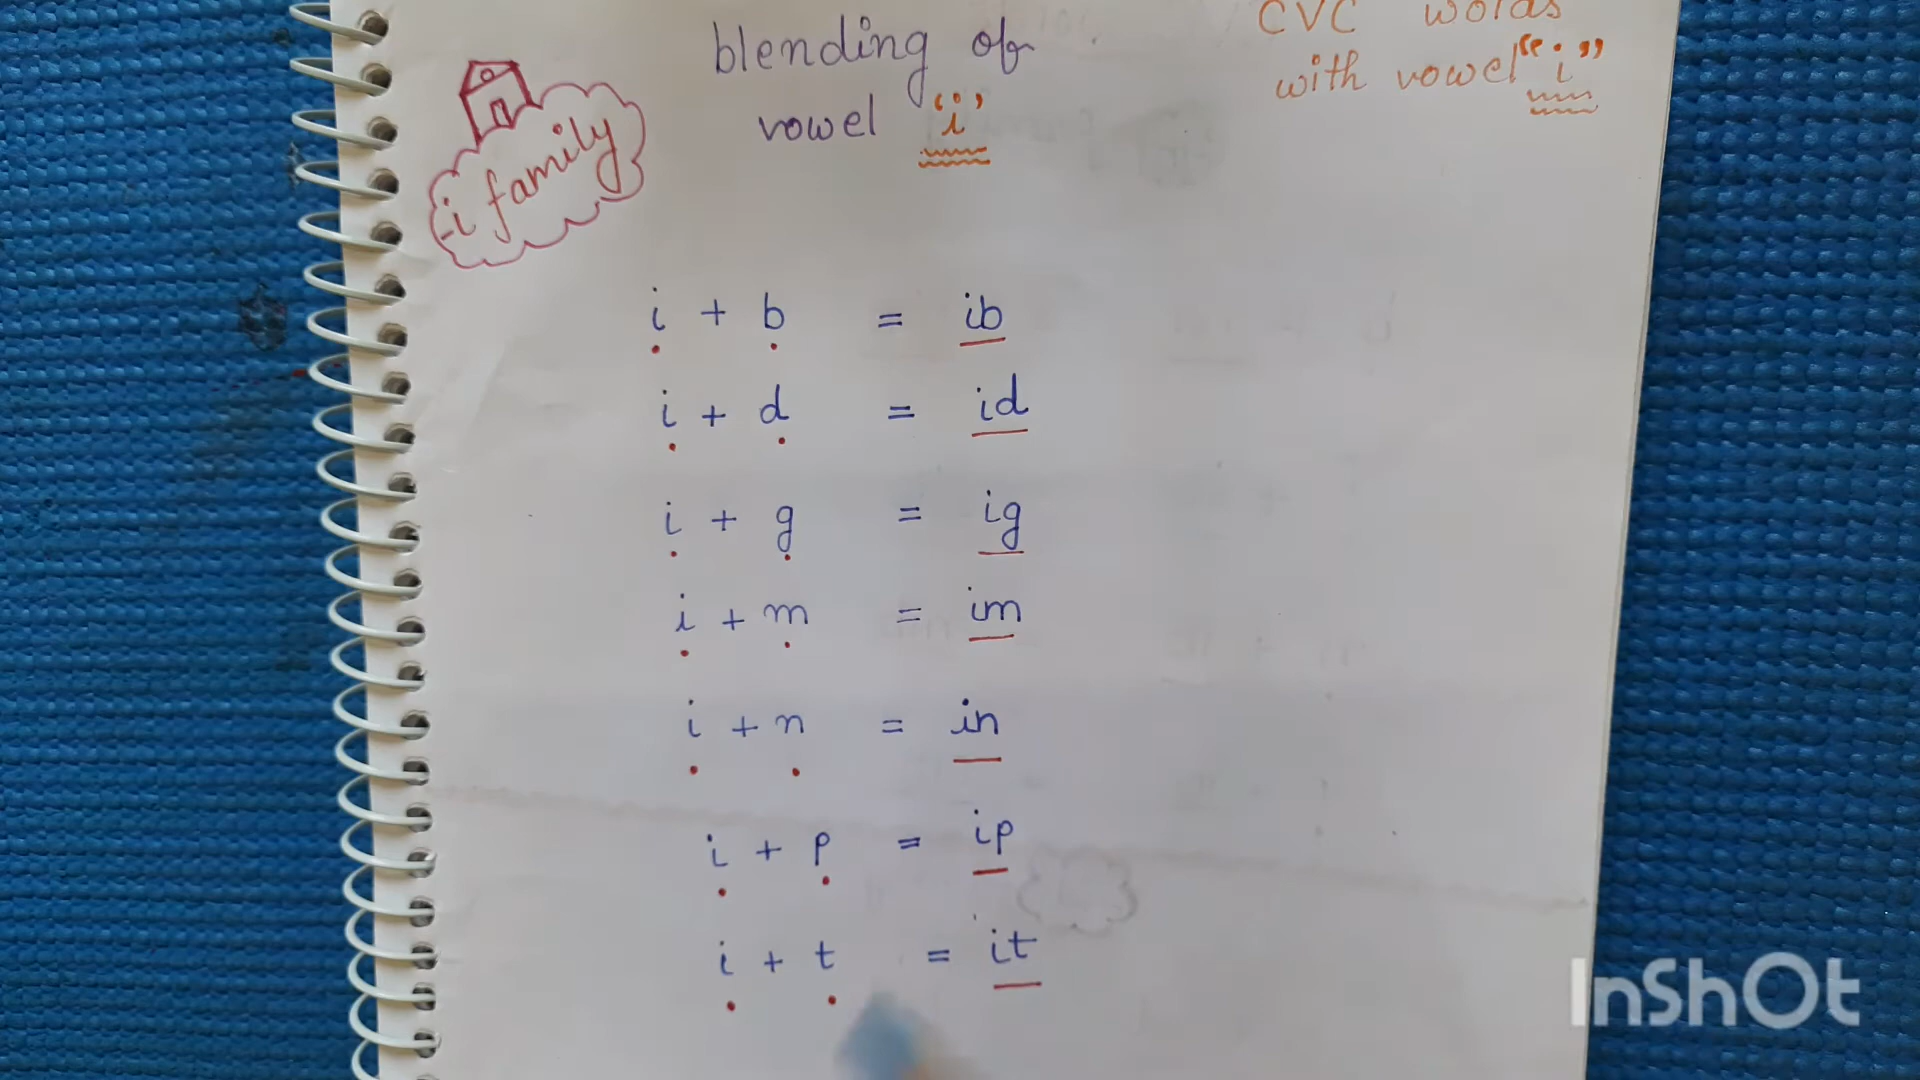 blending of
vowel "i"
CVC words
with vowel "i"
-i family
i + b = ib
i + d = id
i + g = ig
i + m = im
i + n = in
i + p = ip
i + t = it
InShOt